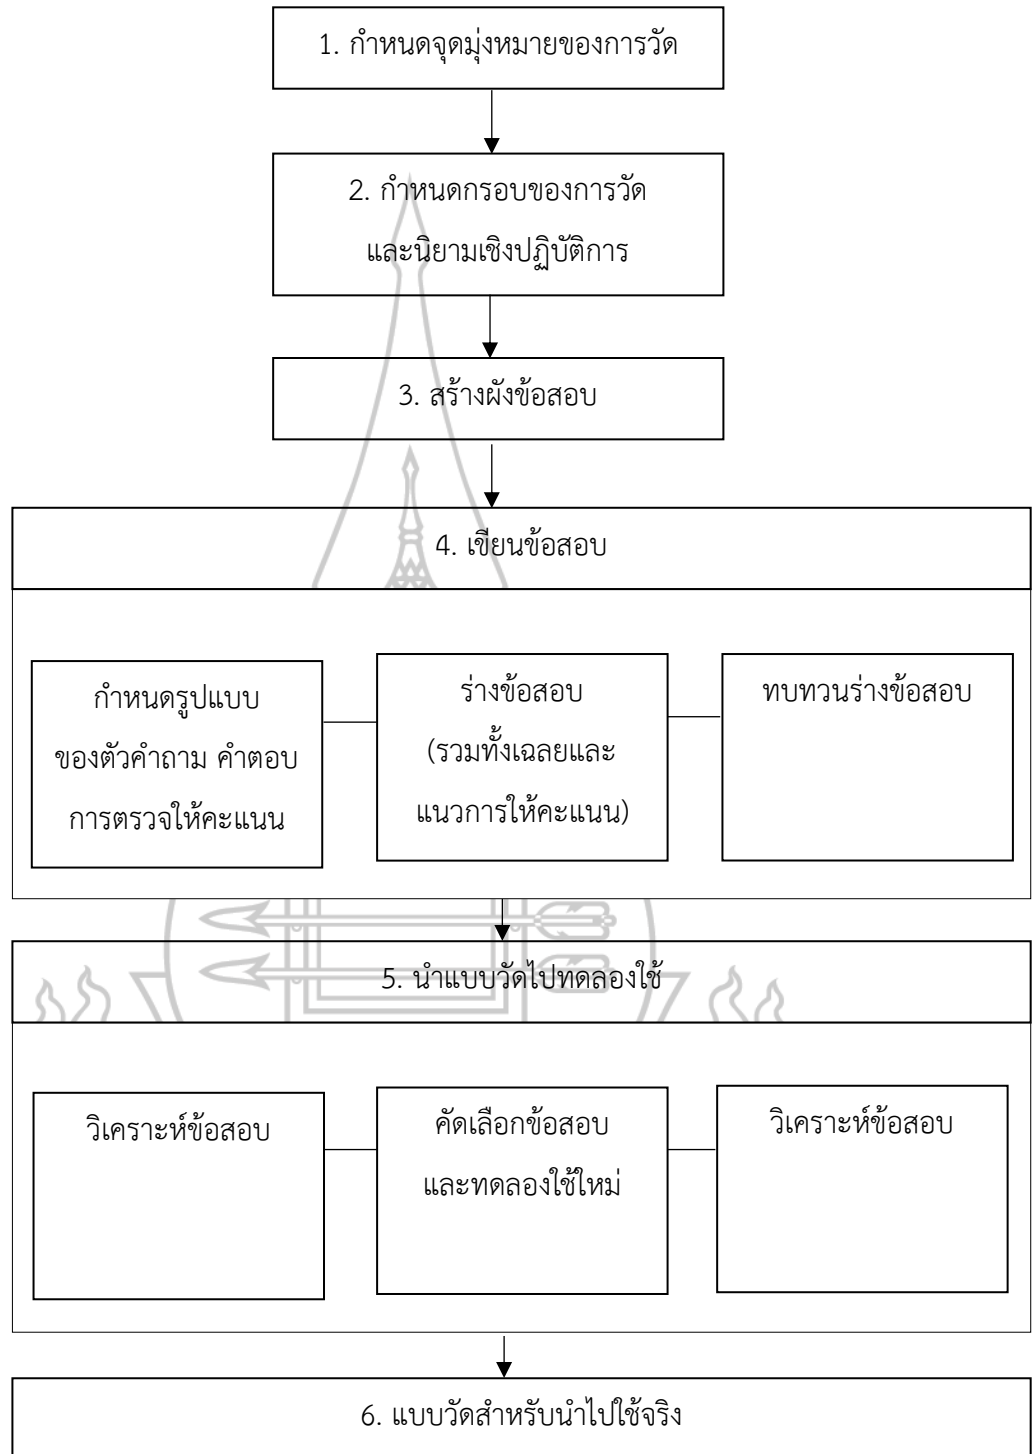 1. กำหนดจุดมุ่งหมายของการวัด
2. กำหนดกรอบของการวัด
และนิยามเชิงปฏิบัติการ
3. สร้างผังข้อสอบ
4. เขียนข้อสอบ
กำหนดรูปแบบ
ของตัวคำถาม คำตอบ
การตรวจให้คะแนน
ร่างข้อสอบ
(รวมทั้งเฉลยและ
แนวการให้คะแนน)
ทบทวนร่างข้อสอบ
5. นำแบบวัดไปทดลองใช้
วิเคราะห์ข้อสอบ
คัดเลือกข้อสอบ
และทดลองใช้ใหม่
วิเคราะห์ข้อสอบ
6. แบบวัดสำหรับนำไปใช้จริง